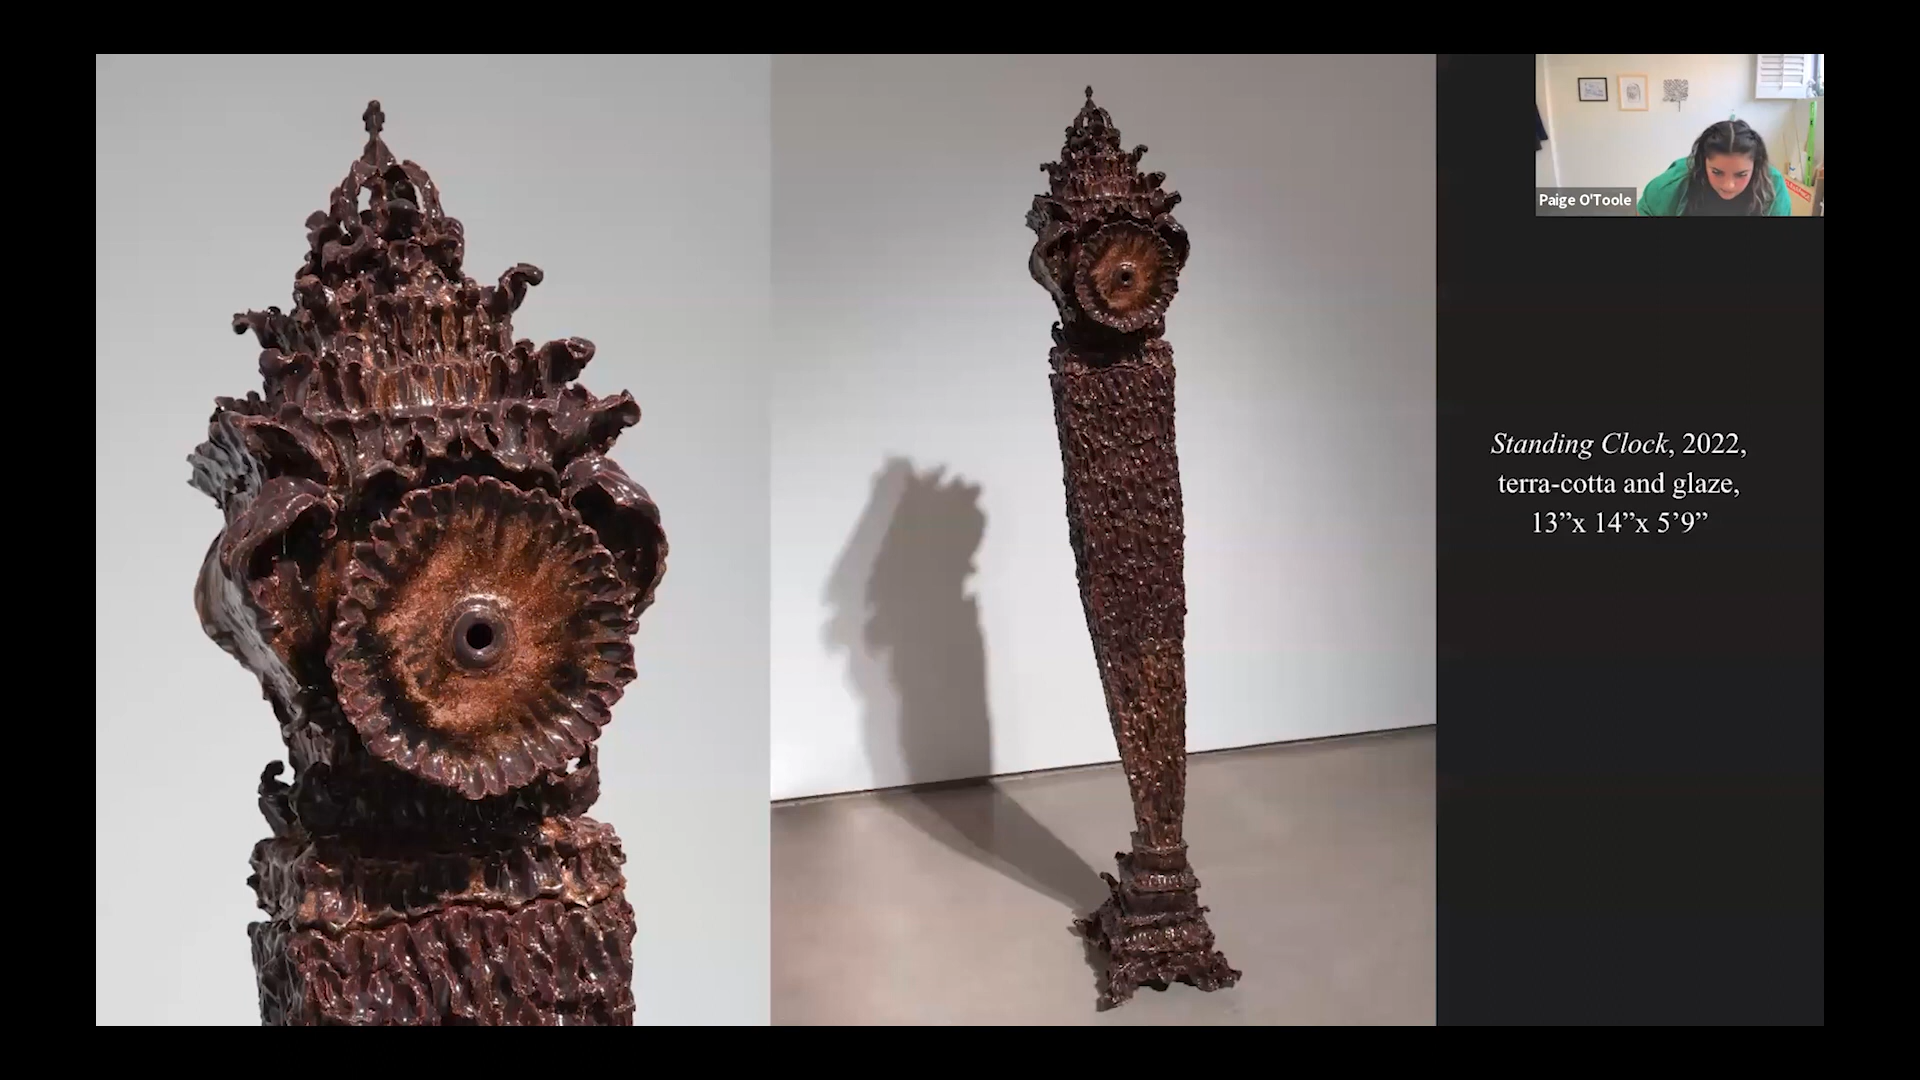 Paige O'Toole
Standing Clock, 2022,
terra-cotta and glaze,
13”x 14”x 5’9”